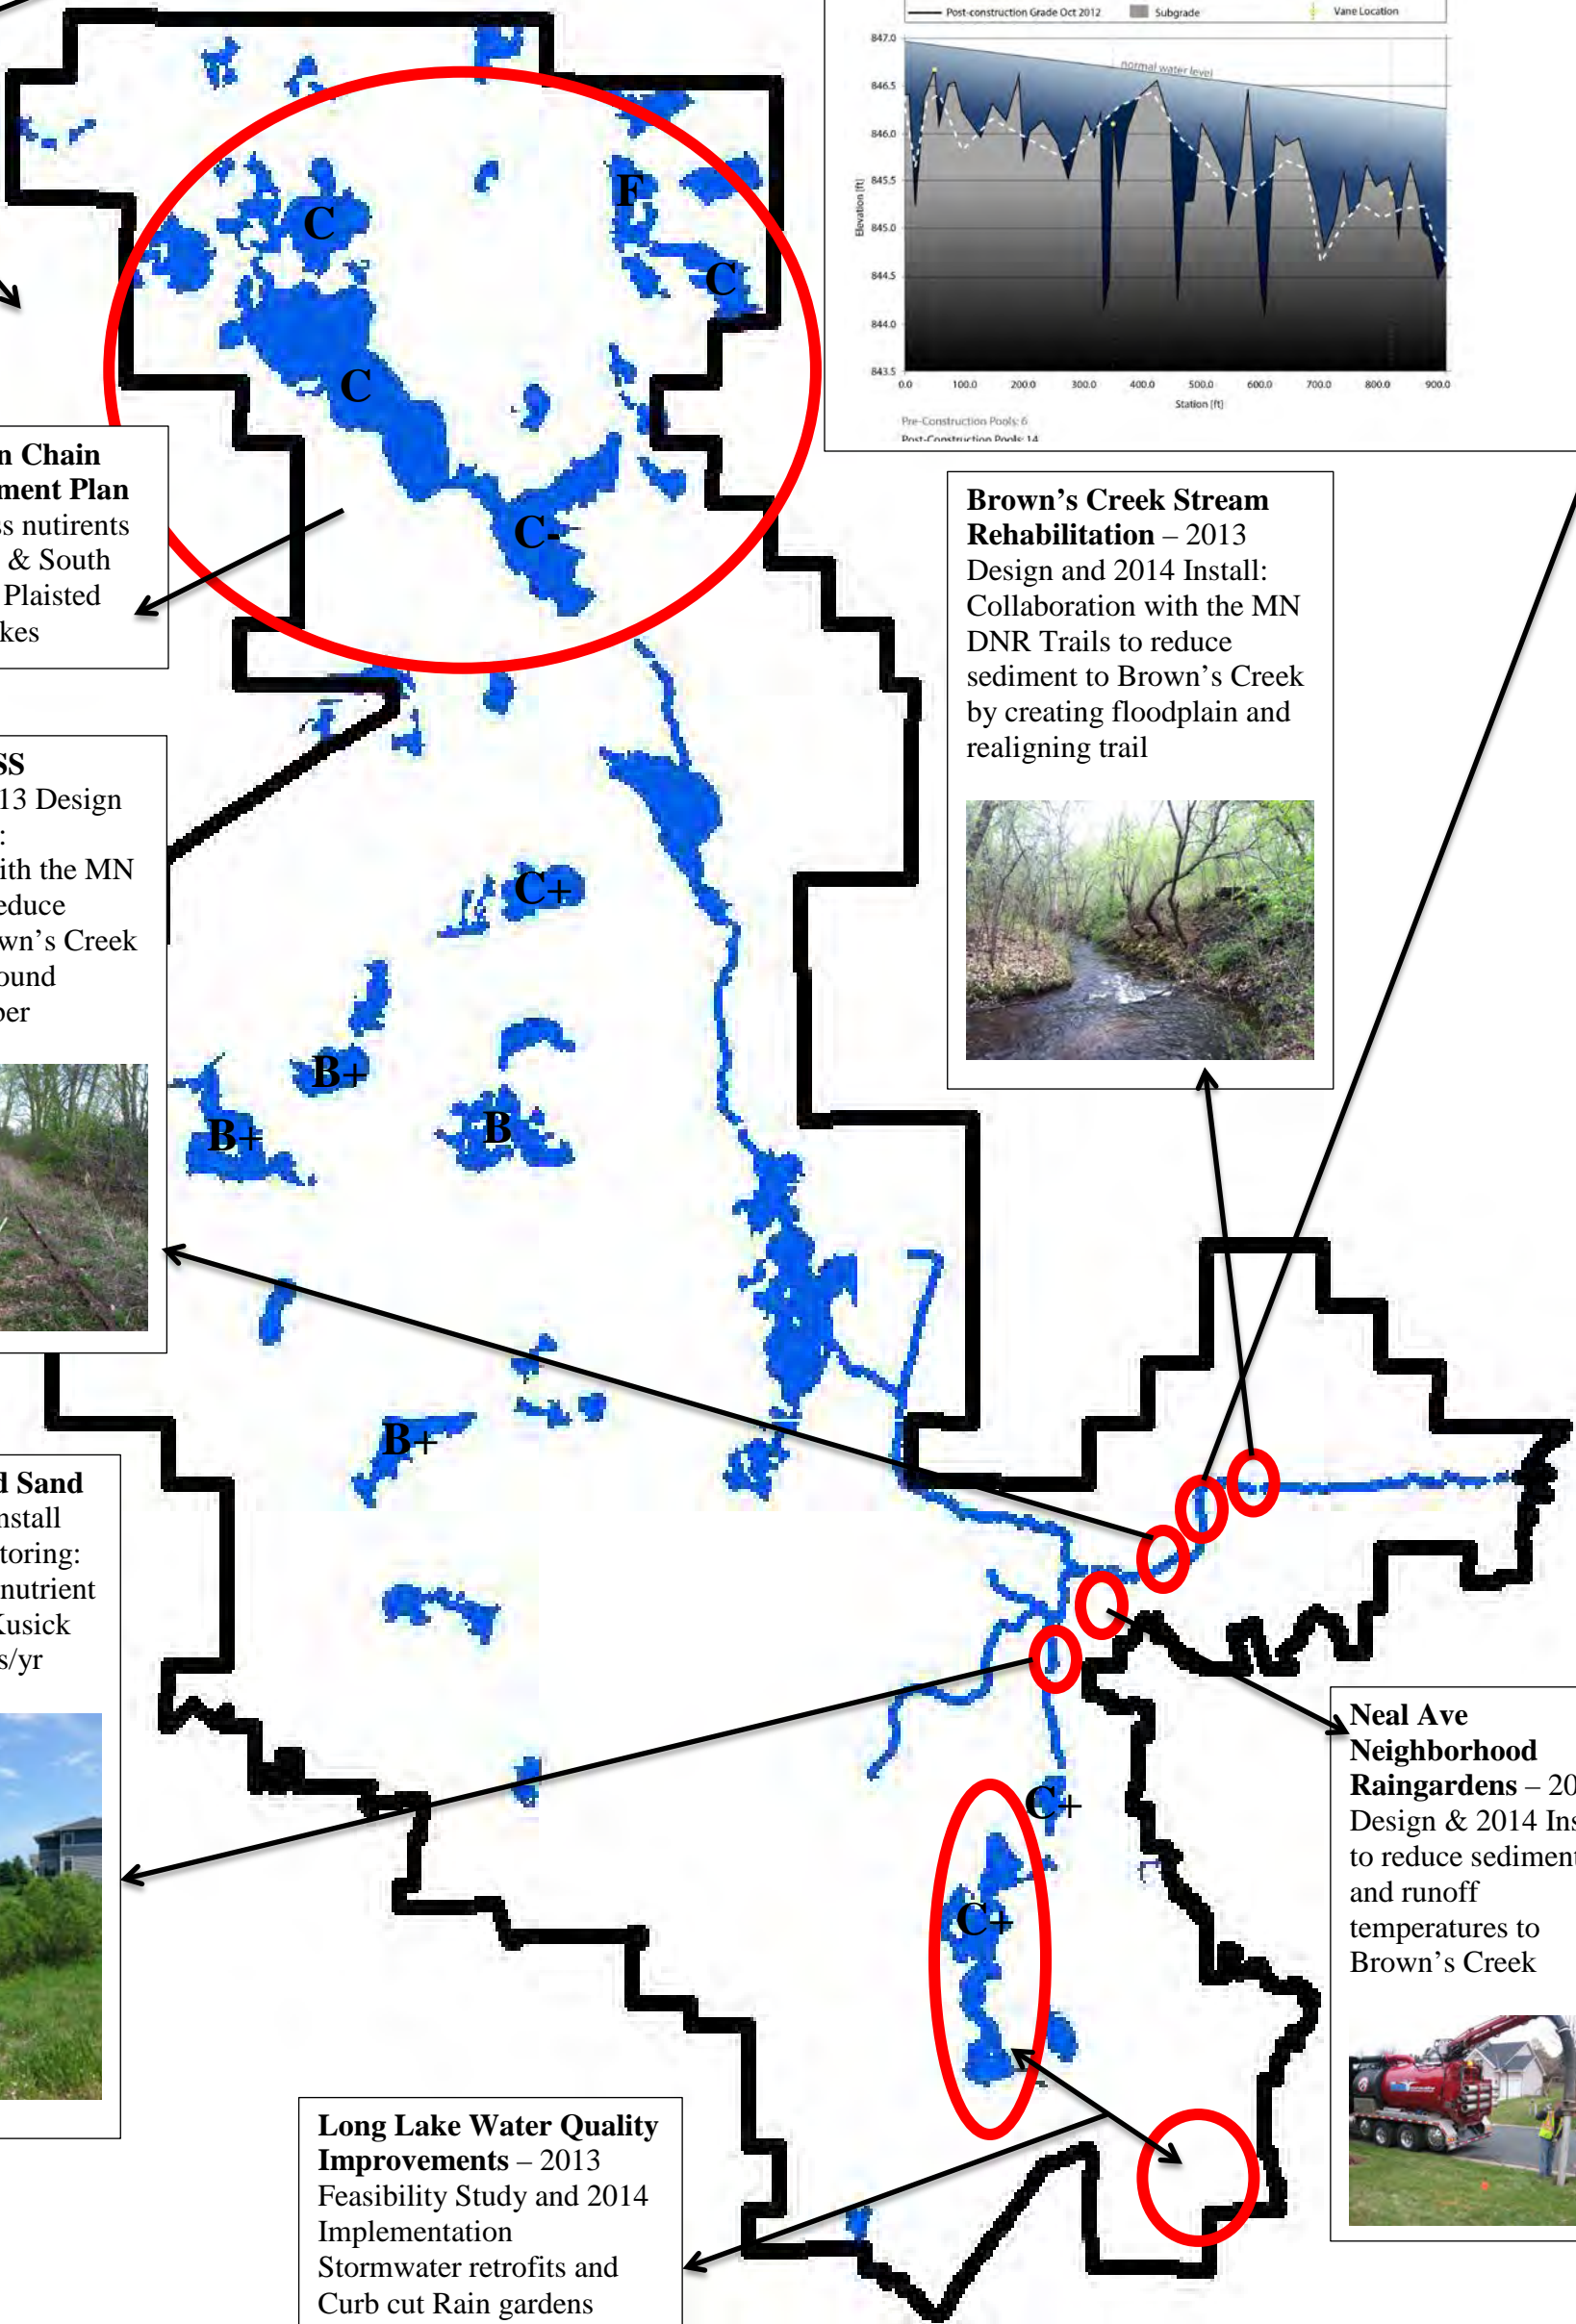 Post-construction Grade Oct 2012
Subgrade
Vane Location
847.0
846.5
846.0
845.5
845.0
844.5
844.0
843.5
Elevation [ft]
normal water level
0.0 100.0 200.0 300.0 400.0 500.0 600.0 700.0 800.0 900.0
Station [ft]
Pre-Construction Pools: 6
Post-Construction Pools: 14
C
F
C
C
C-
n Chain
ment Plan
ss nutirents
& South
Plaisted
kes
Brown’s Creek Stream
Rehabilitation – 2013
Design and 2014 Install:
Collaboration with the MN
DNR Trails to reduce
sediment to Brown’s Creek
by creating floodplain and
realigning trail
SS
13 Design
:
ith the MN
educe
wn’s Creek
ound
ber
C+
B+
B+
B
B+
d Sand
nstall
toring:
nutrient
Kusick
s/yr
C+
C+
Neal Ave
Neighborhood
Raingardens – 20
Design & 2014 Ins
to reduce sediment
and runoff
temperatures to
Brown’s Creek
Long Lake Water Quality
Improvements – 2013
Feasibility Study and 2014
Implementation
Stormwater retrofits and
Curb cut Rain gardens